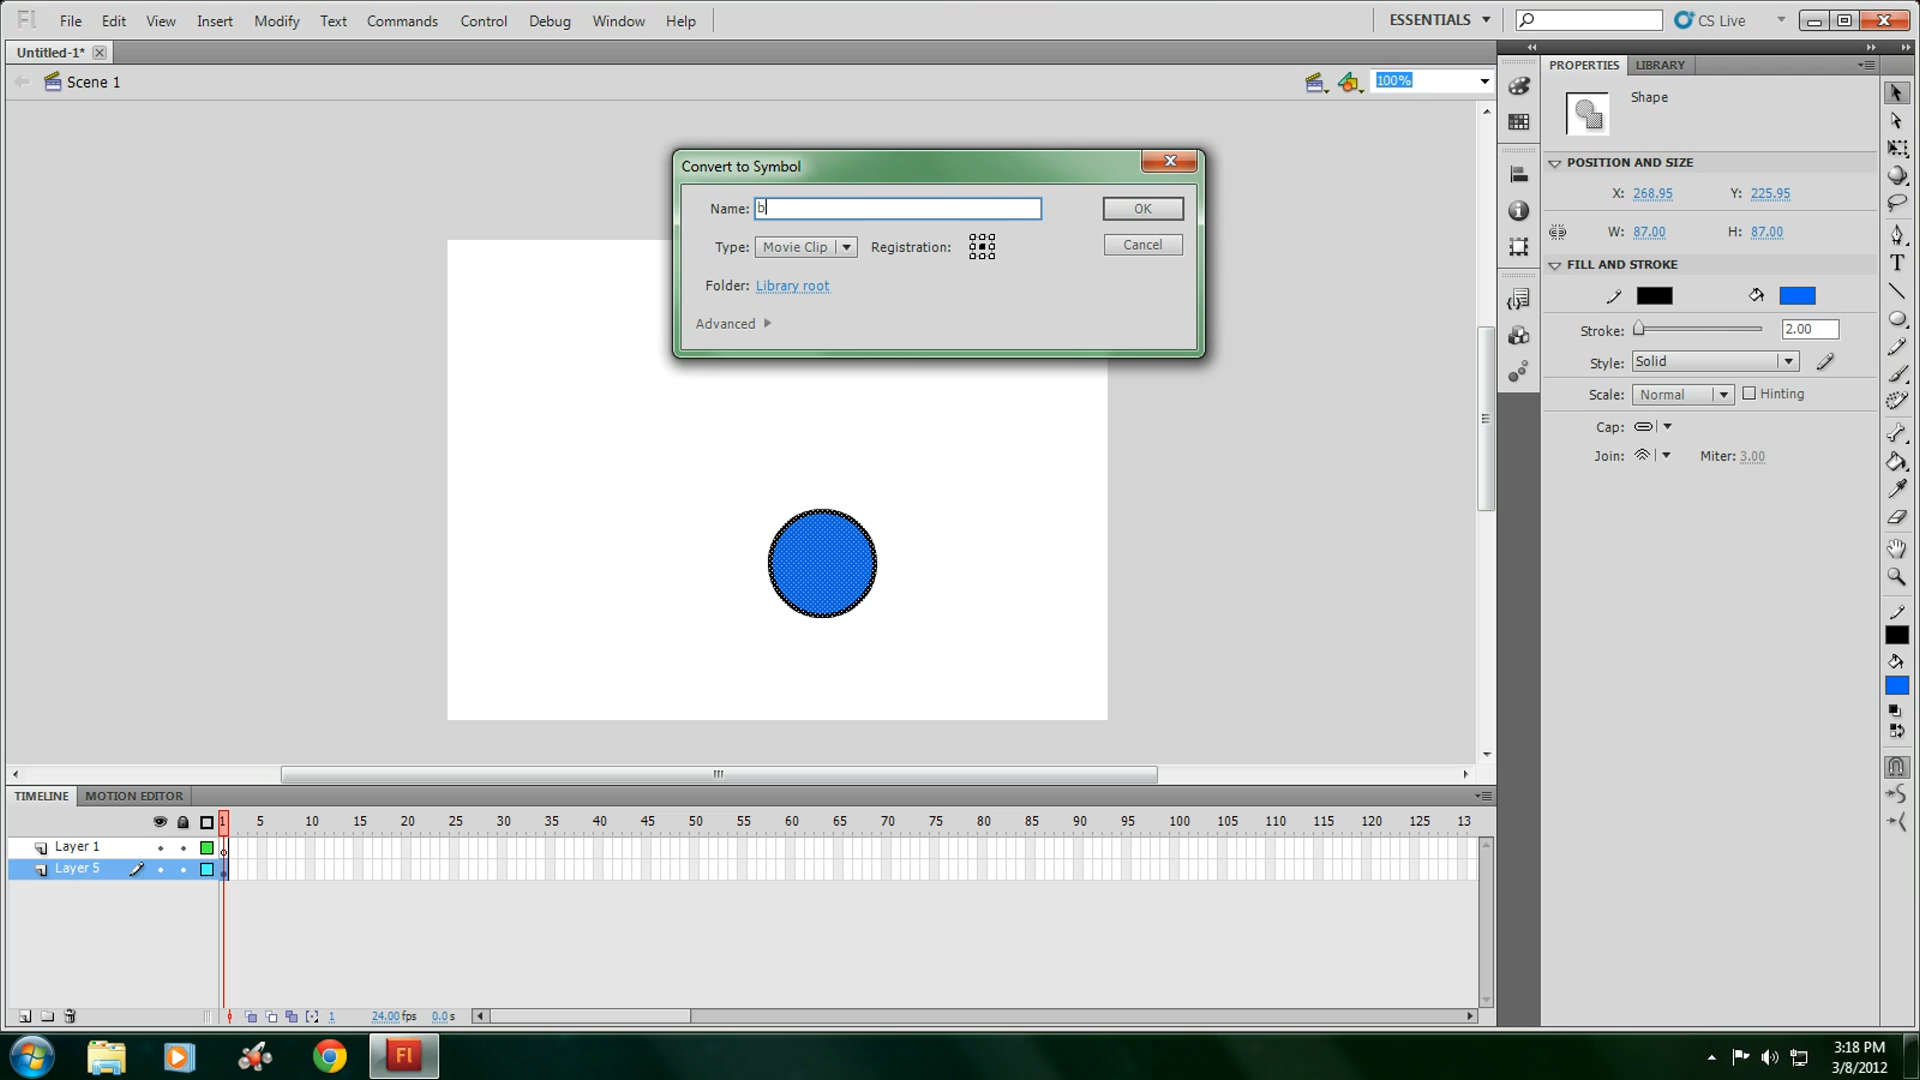 Fl File Edit View Insert Modify Text Commands Control Debug Window Help ESSENTIALS CS Live
Untitled-1*
Scene 1
100%
PROPERTIES LIBRARY
Shape
POSITION AND SIZE
X: 268.95 Y: 225.95
W: 87.00 H: 87.00
FILL AND STROKE
Stroke: 2.00
Style: Solid
Scale: Normal Hinting
Cap:
Join: Miter: 3.00
Convert to Symbol
Name: b OK
Type: Movie Clip Registration: Cancel
Folder: Library root
Advanced
TIMELINE MOTION EDITOR
1 5 10 15 20 25 30 35 40 45 50 55 60 65 70 75 80 85 90 95 100 105 110 115 120 125 13
Layer 1
Layer 5
1 24.00 fps 0.0 s
Fl
3:18 PM
3/8/2012